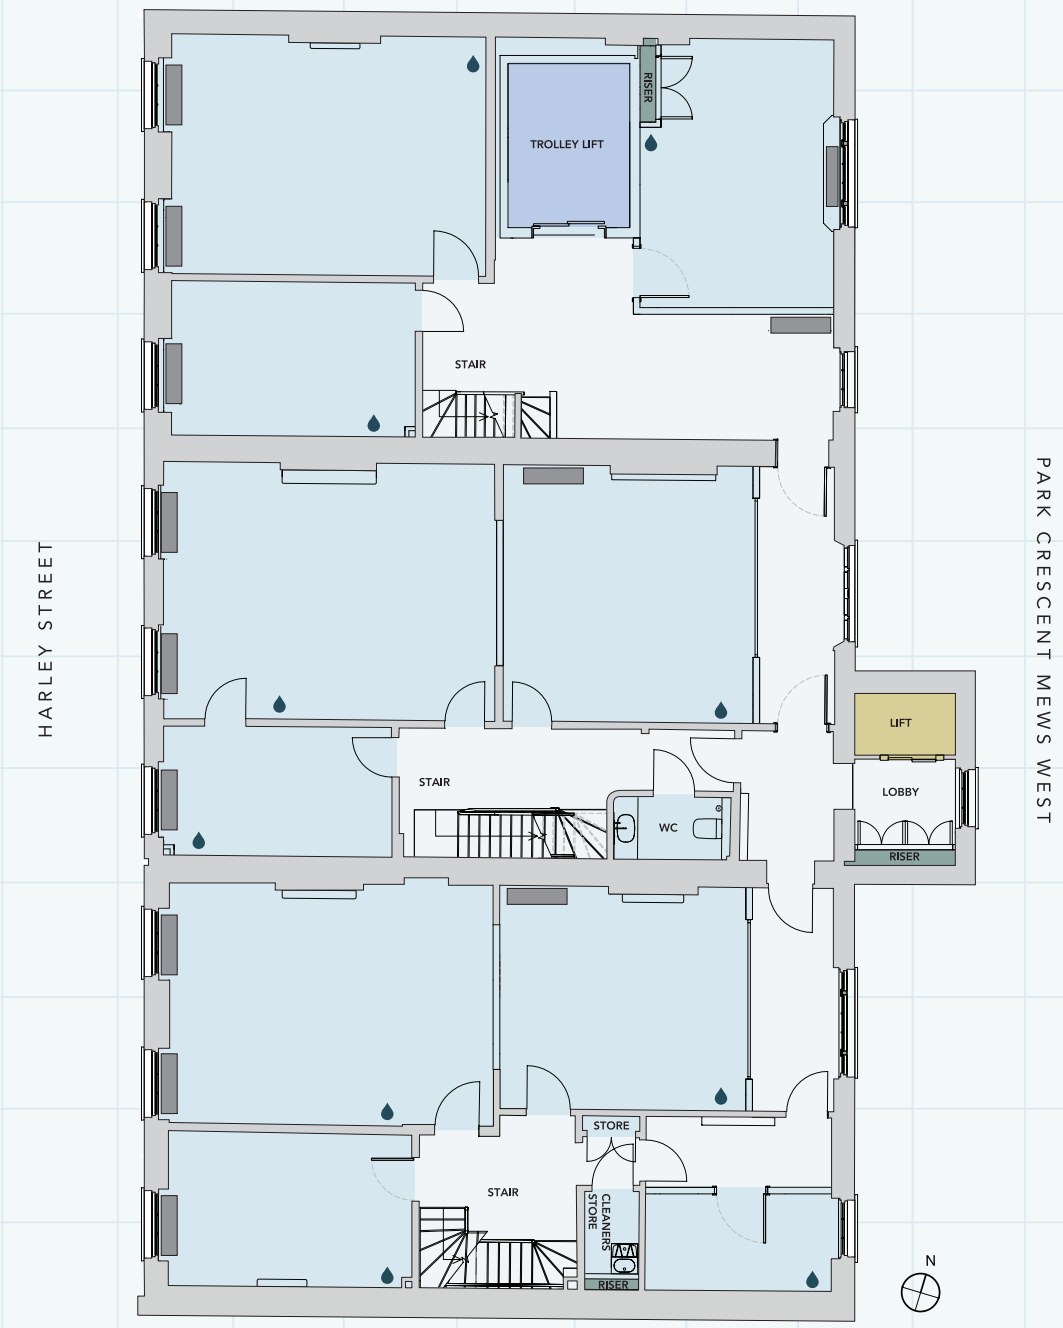 RISER
TROLLEY LIFT
STAIR
HARLEY STREET
PARK CRESCENT MEWS WEST
LIFT
STAIR
LOBBY
WC
RISER
STORE
STAIR
CLEANERS
STORE
RISER
N